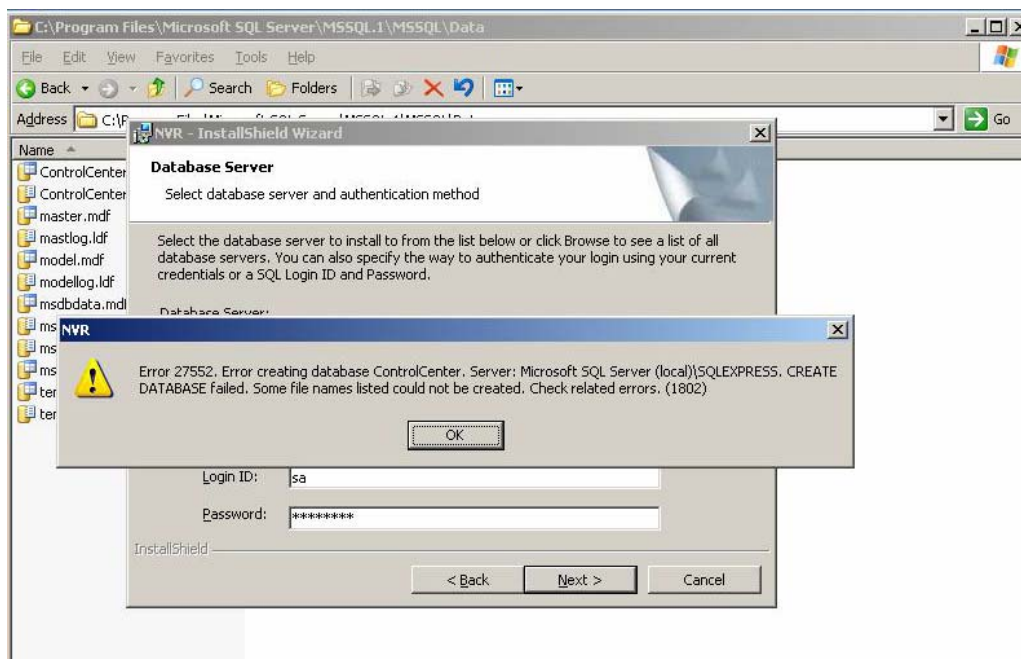 C:\Program Files\Microsoft SQL Server\MSSQL.1\MSSQL\Data
File Edit View Favorites Tools Help
Back Search Folders
Address C:\ Go
Name
ControlCenter
ControlCenter
master.mdf
mastlog.ldf
model.mdf
modellog.ldf
msdbdata.mdf
ms
ms
ms
ter
ter
NVR - InstallShield Wizard
Database Server
Select database server and authentication method
Select the database server to install to from the list below or click Browse to see a list of all
database servers. You can also specify the way to authenticate your login using your current
credentials or a SQL Login ID and Password.
Database Server:
NVR
Error 27552. Error creating database ControlCenter. Server: Microsoft SQL Server (local)\SQLEXPRESS. CREATE
DATABASE failed. Some file names listed could not be created. Check related errors. (1802)
OK
Login ID: sa
Password: ********
InstallShield
< Back Next > Cancel